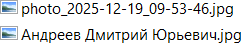 photo_2025-12-19_09-53-46.jpg
Андреев Дмитрий Юрьевич.jpg